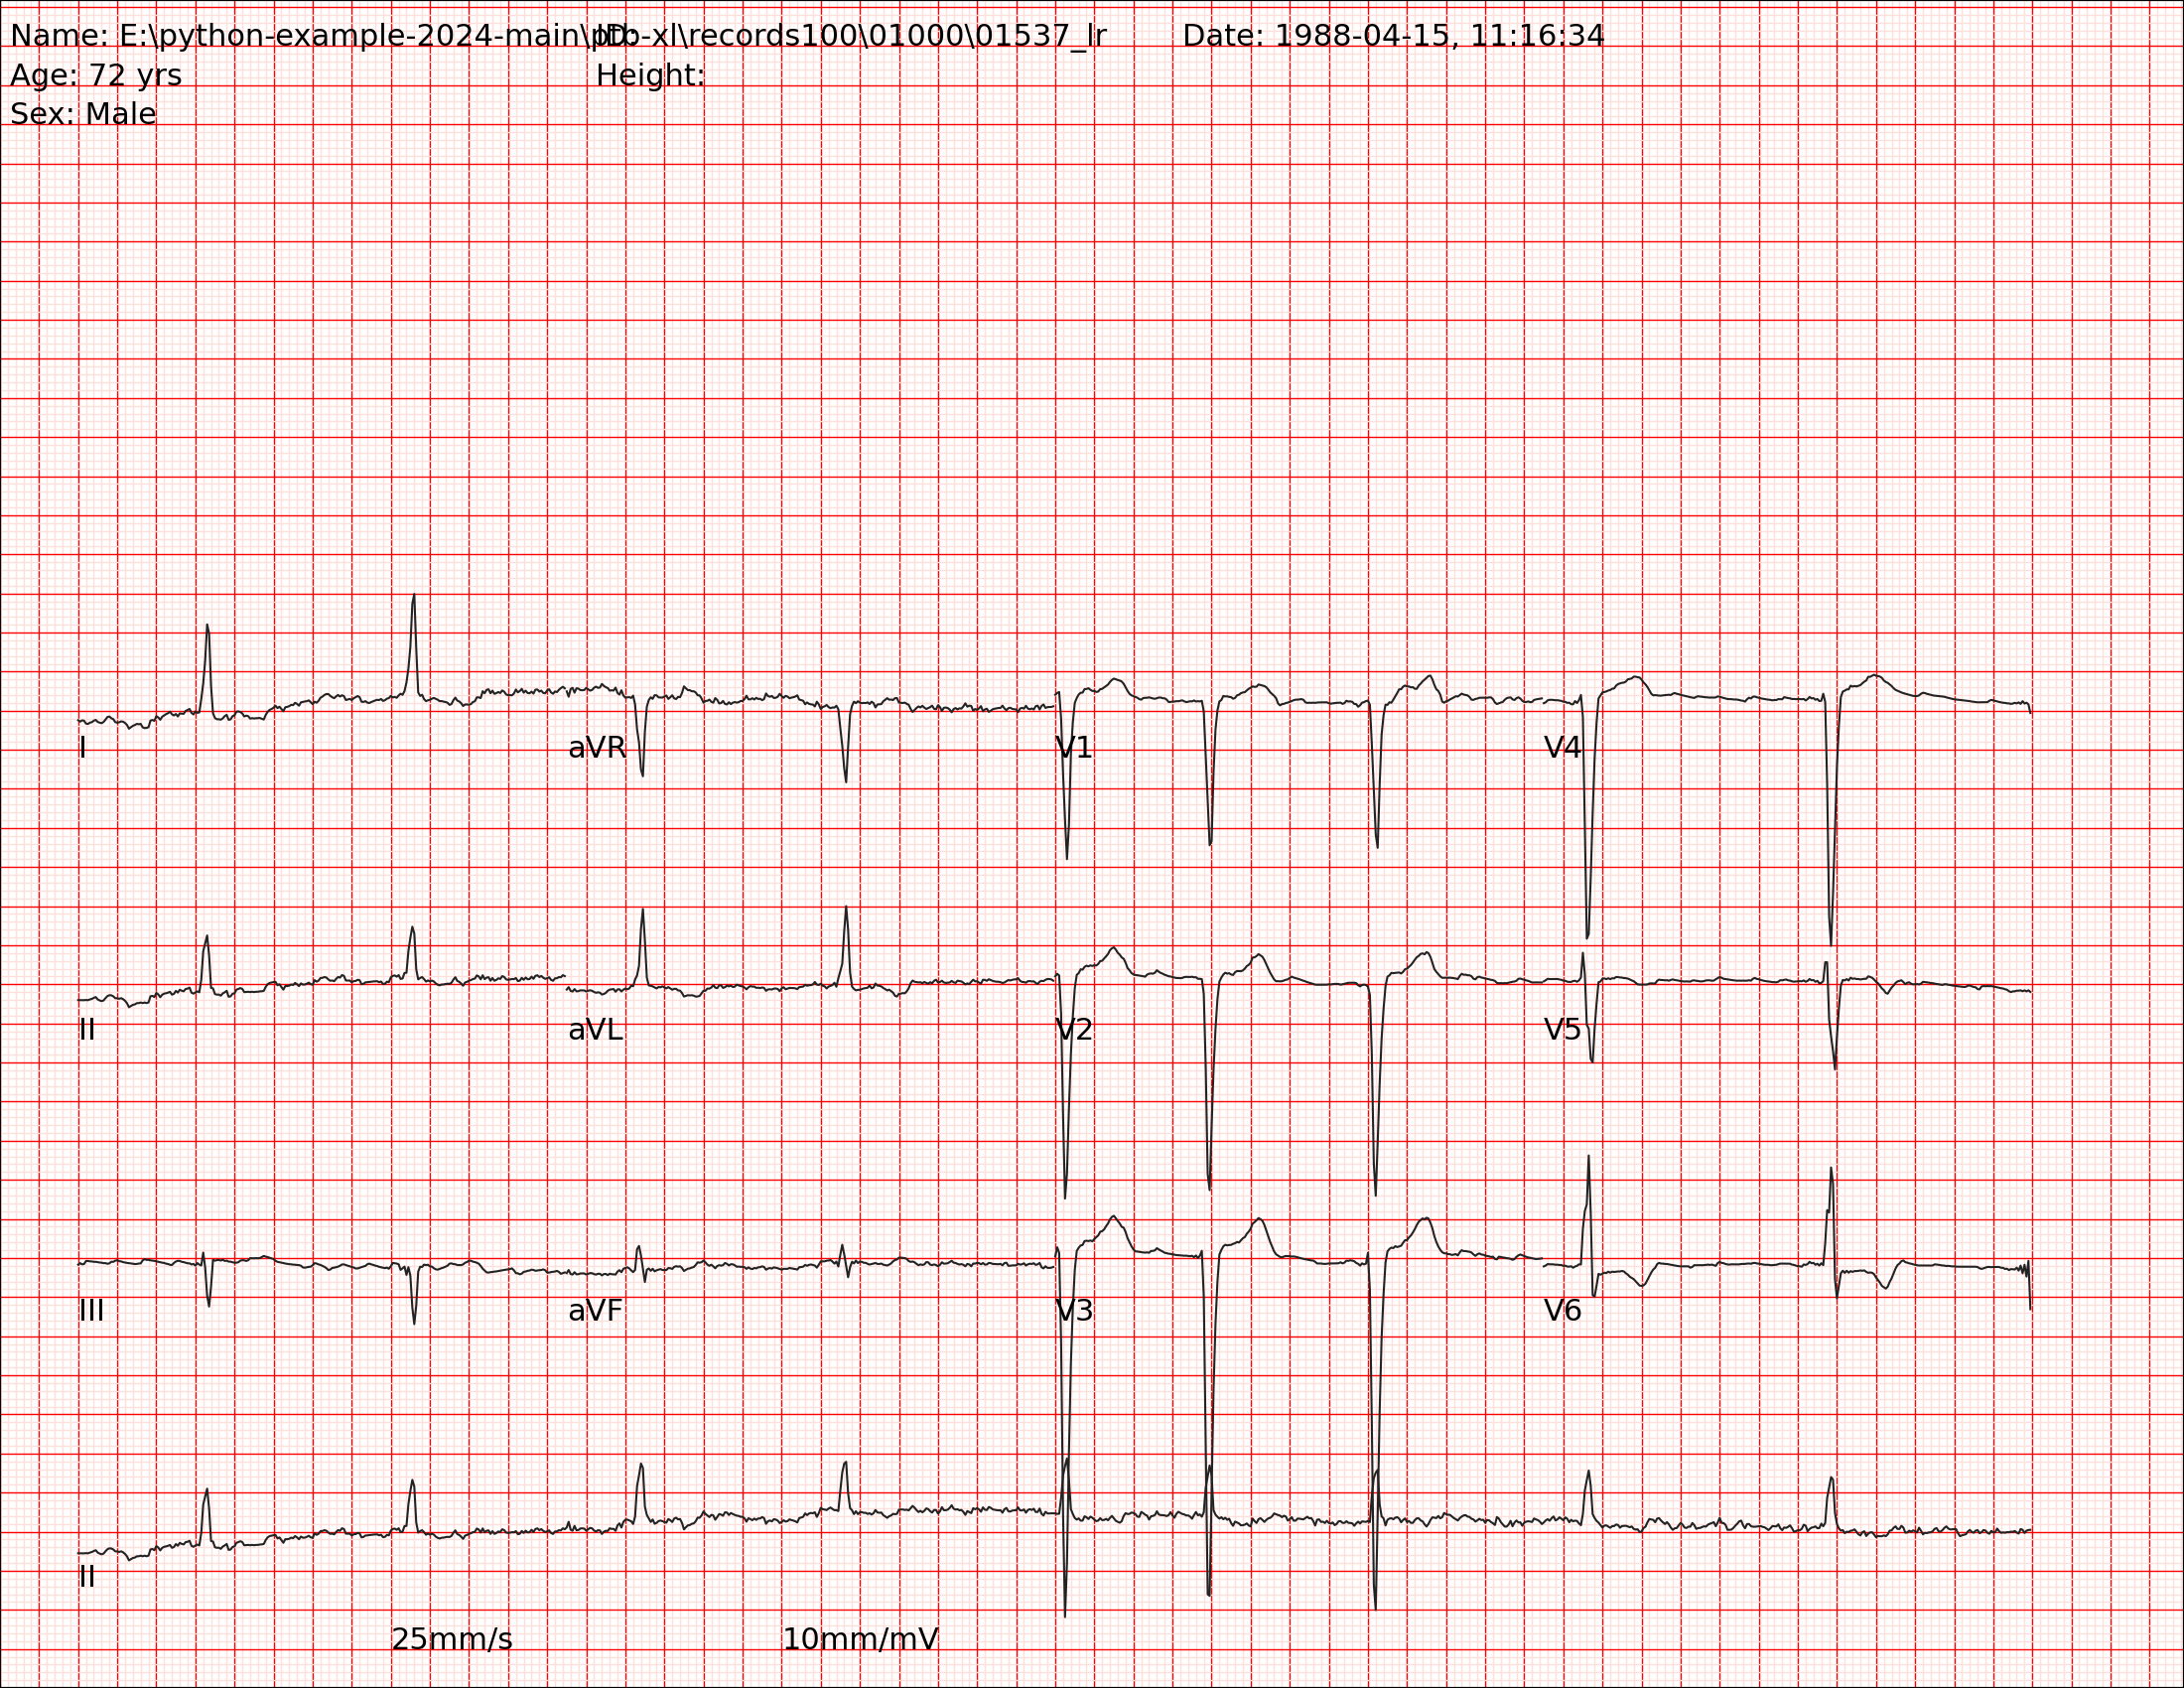 Name: E:\python-example-2024-main\ptb-xl\records100\01000\01537_lr ID: Date: 1988-04-15, 11:16:34
Age: 72 yrs Height:
Sex: Male
I aVR V1 V4
II aVL V2 V5
III aVF V3 V6
II
25mm/s 10mm/mV